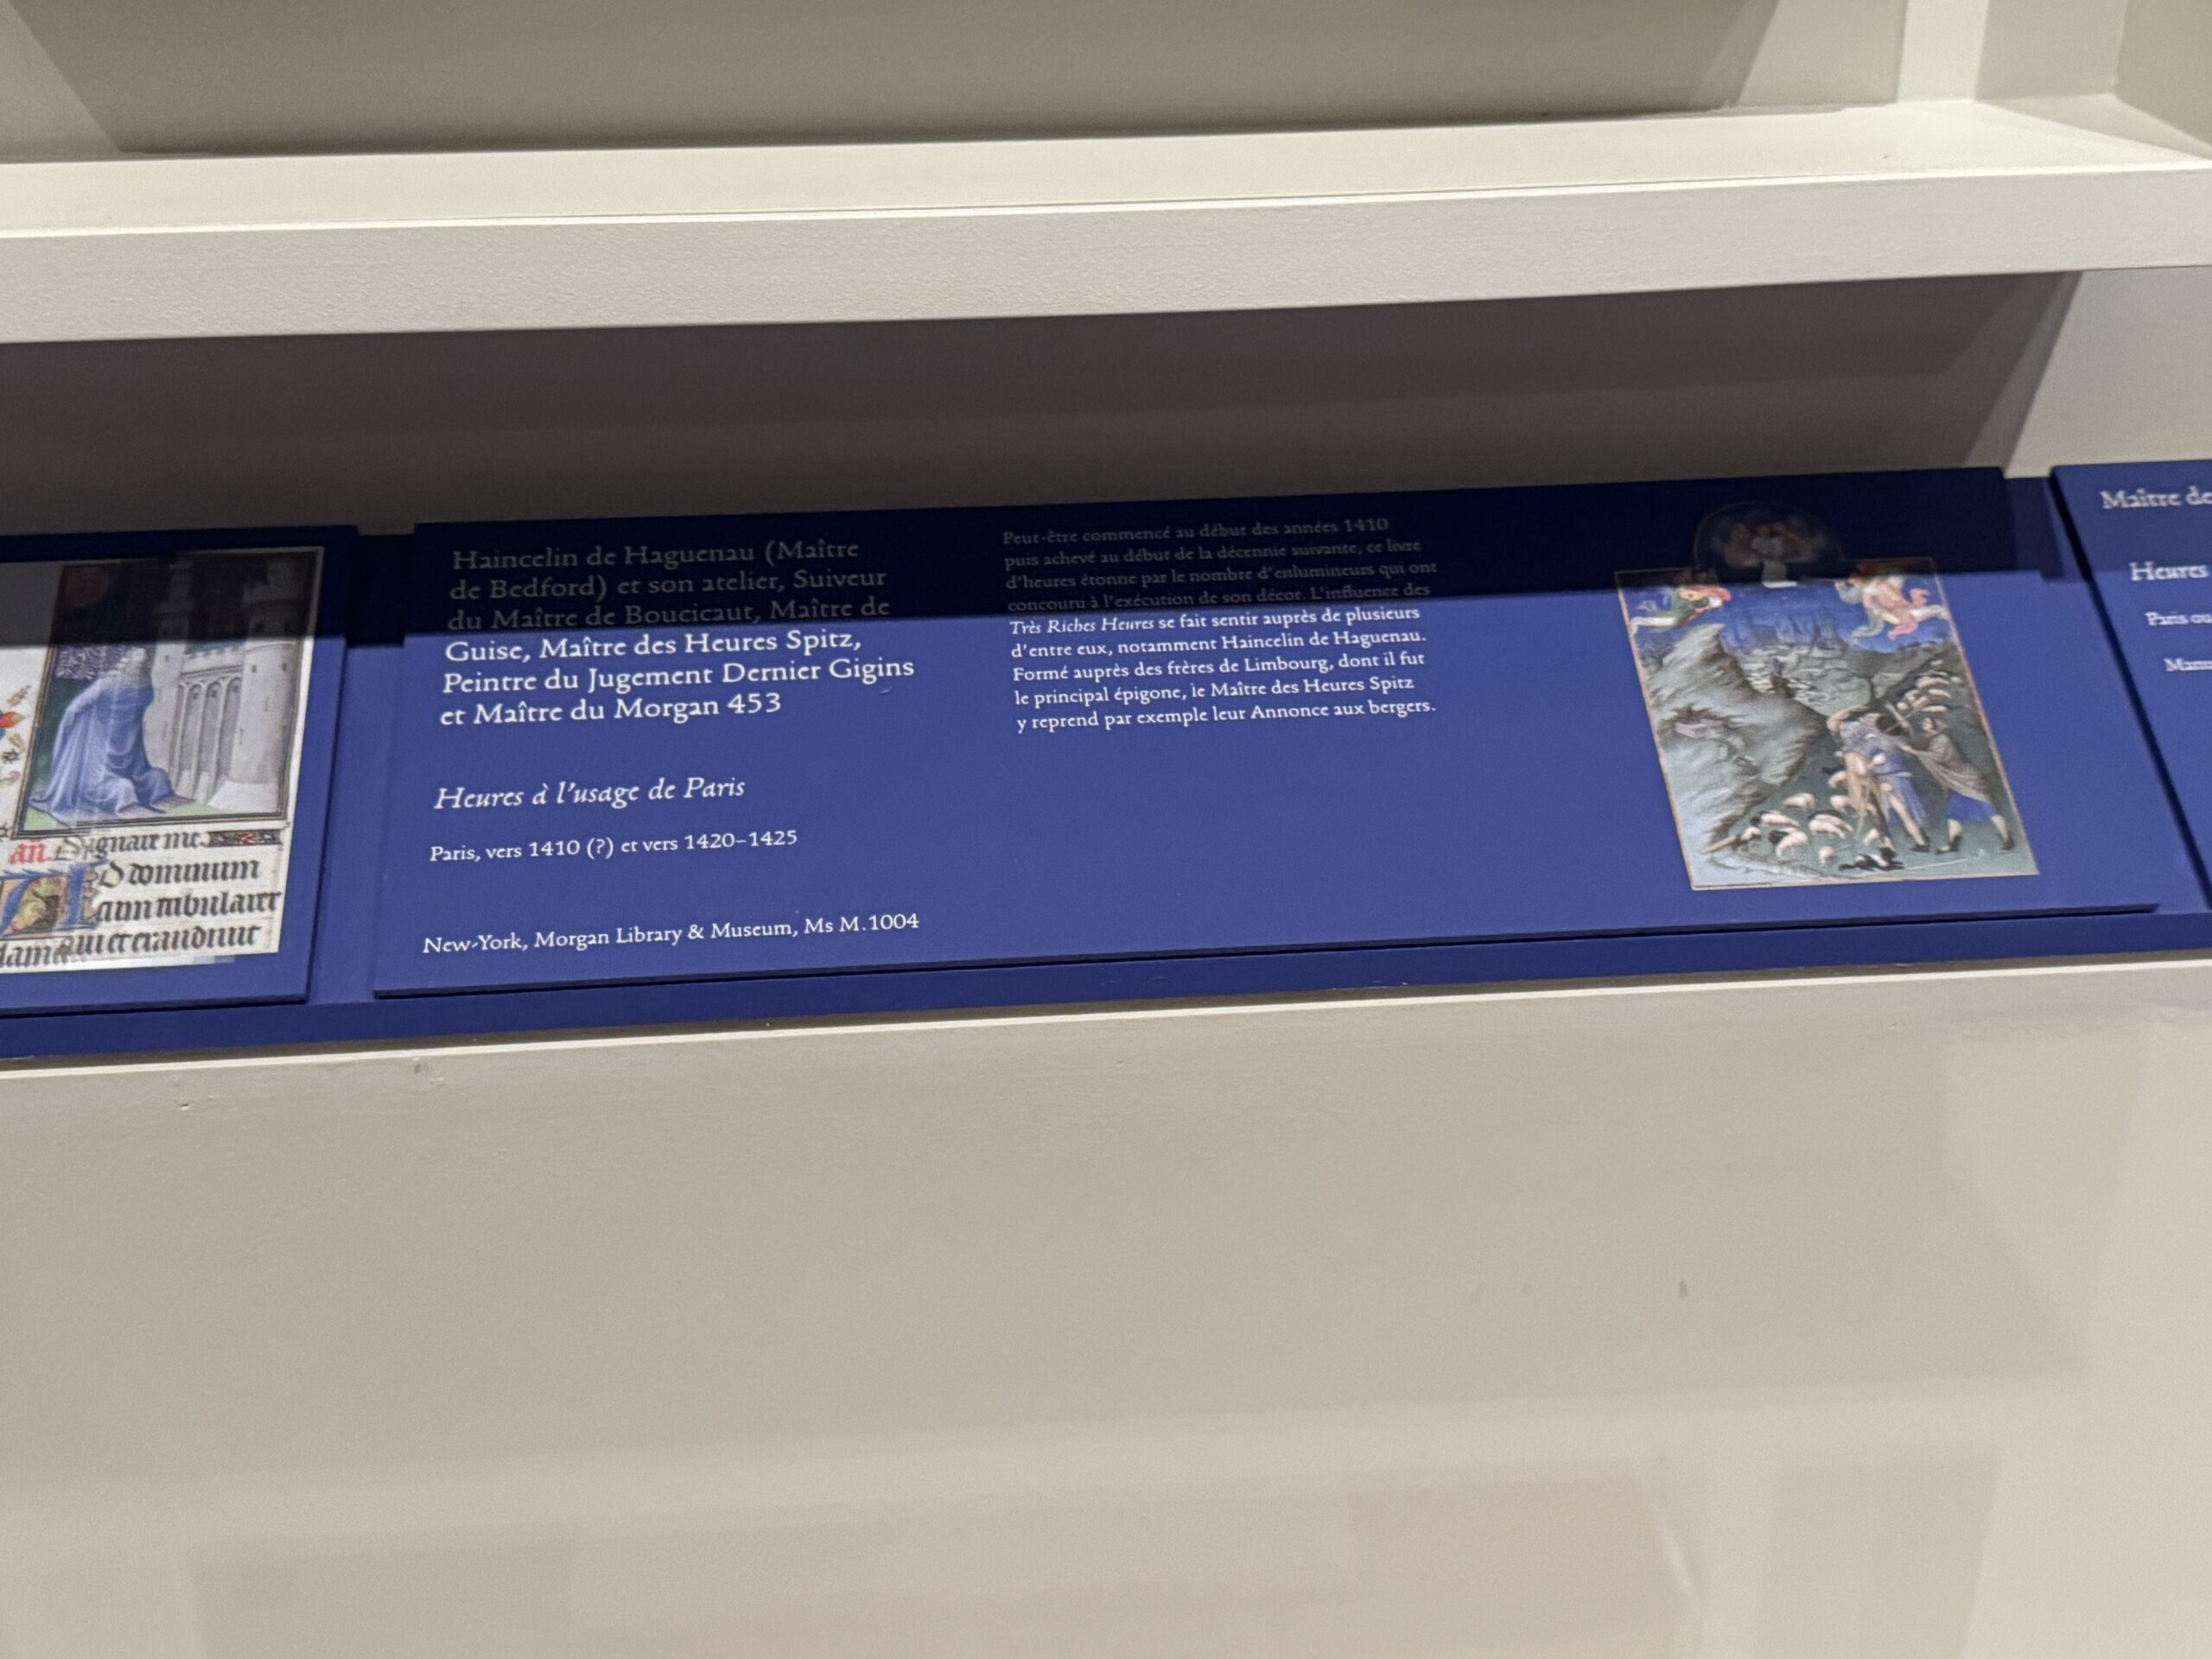 an. Dignare me.
Haincelin de Haguenau (Maître
de Bedford) et son atelier, Suiveur
du Maître de Boucicaut, Maître de
Guise, Maître des Heures Spitz,
Peintre du Jugement Dernier Gigins
et Maître du Morgan 453
Heures à l'usage de Paris
Paris, vers 1410 (?) et vers 1420–1425
New-York, Morgan Library & Museum, Ms M.1004
Peut-être commencé au début des années 1410
puis achevé au début de la décennie suivante, ce livre
d'heures étonne par le nombre d'enlumineurs qui ont
concouru à l'exécution de son décor. L'influence des
Très Riches Heures se fait sentir auprès de plusieurs
d'entre eux, notamment Haincelin de Haguenau.
Formé auprès des frères de Limbourg, dont il fut
le principal épigone, le Maître des Heures Spitz
y reprend par exemple leur Annonce aux bergers.
Maître de
Heures
Paris ou